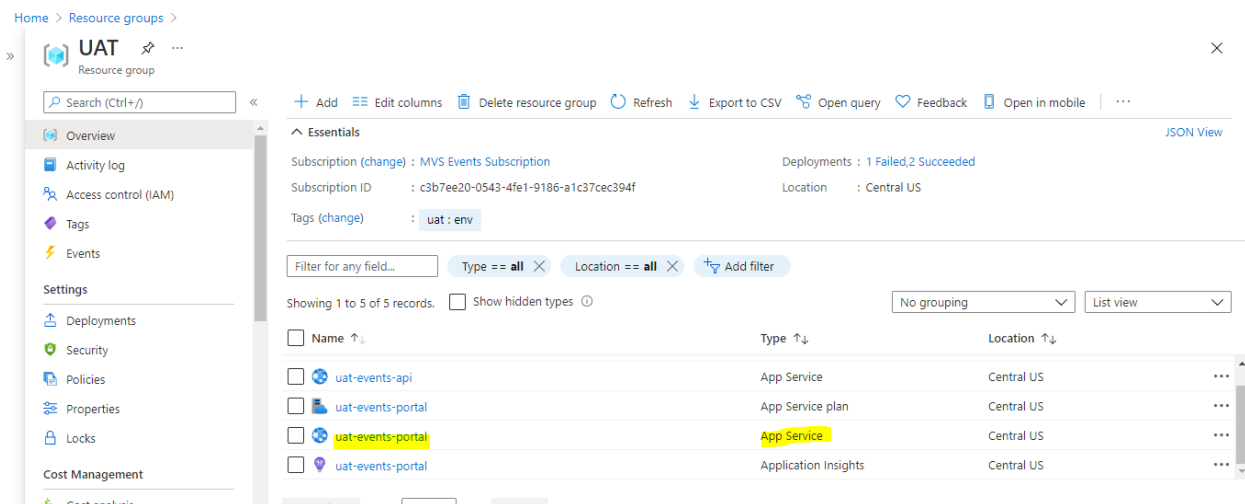 Home > Resource groups >
»
UAT ...
Resource group
Search (Ctrl+/) «
Overview
Activity log
Access control (IAM)
Tags
Events
Settings
Deployments
Security
Policies
Properties
Locks
Cost Management
Cost analysis
+ Add Edit columns Delete resource group Refresh Export to CSV Open query Feedback Open in mobile ...
Essentials JSON View
Subscription (change) : MVS Events Subscription Deployments : 1 Failed,2 Succeeded
Subscription ID : c3b7ee20-0543-4fe1-9186-a1c37cec394f Location : Central US
Tags (change) : uat : env
Filter for any field... Type == all Location == all Add filter
Showing 1 to 5 of 5 records. Show hidden types No grouping List view
Name Type Location
uat-events-api App Service Central US ...
uat-events-portal App Service plan Central US ...
uat-events-portal App Service Central US ...
uat-events-portal Application Insights Central US ...